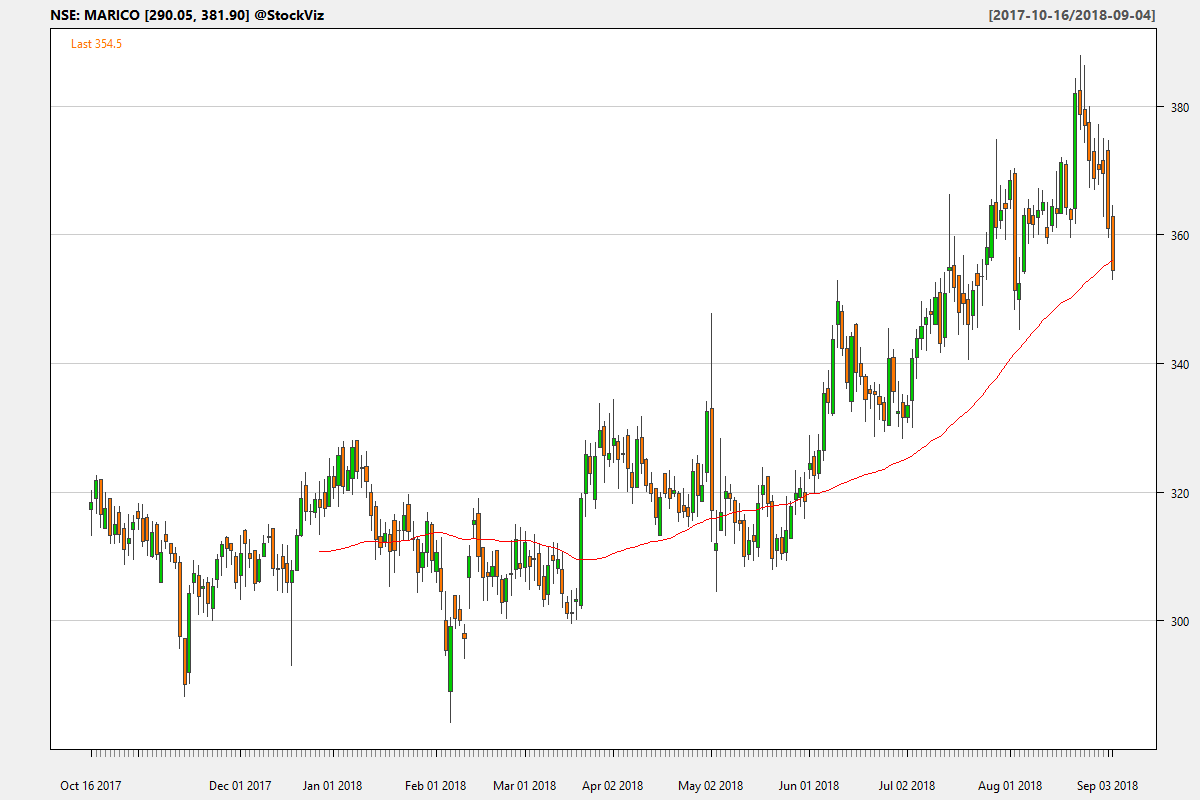 NSE: MARICO [290.05, 381.90] @StockViz [2017-10-16/2018-09-04]
Last 354.5
380
360
340
320
300
Oct 16 2017 Dec 01 2017 Jan 01 2018 Feb 01 2018 Mar 01 2018 Apr 02 2018 May 02 2018 Jun 01 2018 Jul 02 2018 Aug 01 2018 Sep 03 2018